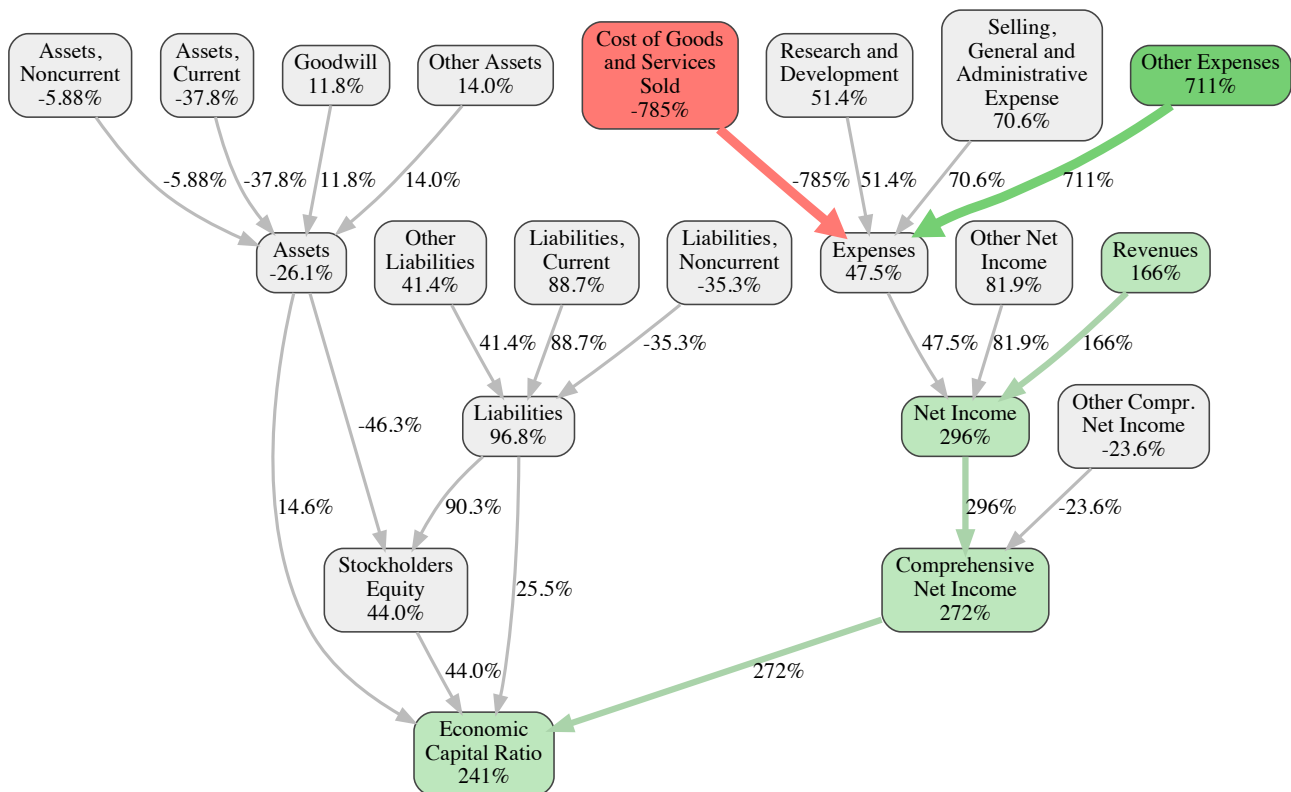 Assets,
Noncurrent
-5.88%
Assets,
Current
-37.8%
Goodwill
11.8%
Other Assets
14.0%
Cost of Goods
and Services
Sold
-785%
Research and
Development
51.4%
Selling,
General and
Administrative
Expense
70.6%
Other Expenses
711%
-5.88%
-37.8%
11.8%
14.0%
-785%
51.4%
70.6%
711%
Assets
-26.1%
Other
Liabilities
41.4%
Liabilities,
Current
88.7%
Liabilities,
Noncurrent
-35.3%
Expenses
47.5%
Other Net
Income
81.9%
Revenues
166%
41.4%
88.7%
-35.3%
47.5%
81.9%
166%
-46.3%
Liabilities
96.8%
Net Income
296%
Other Compr.
Net Income
-23.6%
14.6%
90.3%
296%
-23.6%
Stockholders
Equity
44.0%
25.5%
Comprehensive
Net Income
272%
44.0%
272%
Economic
Capital Ratio
241%